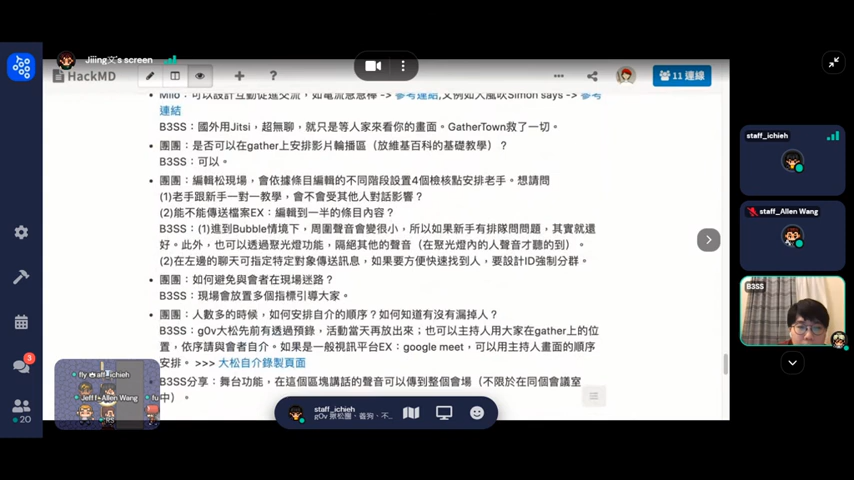 Jiiing文's screen
HackMD
11 連線
Milo：可以設計互動促進交流，如電流急急棒 -> 參考連結,又例如大風吹Simon says -> 參考
連結
B3SS：國外用Jitsi，超無聊，就只是等人家來看你的畫面。GatherTown救了一切。
團團：是否可以在gather上安排影片輪播區（放維基百科的基礎教學）？
B3SS：可以。
團團：編輯松現場，會依據條目編輯的不同階段設置4個檢核點安排老手。想請問
(1)老手跟新手一對一教學，會不會受其他人對話影響？
(2)能不能傳送檔案EX：編輯到一半的條目內容？
B3SS：(1)進到Bubble情境下，周圍聲音會變很小，所以如果新手有排隊問問題，其實就還
好。此外，也可以透過聚光燈功能，隔絕其他的聲音（在聚光燈內的人聲音才聽的到）。
(2)在左邊的聊天可指定特定對象傳送訊息，如果要方便快速找到人，要設計ID強制分群。
團團：如何避免與會者在現場迷路？
B3SS：現場會放置多個指標引導大家。
團團：人數多的時候，如何安排自介的順序？如何知道有沒有漏掉人？
B3SS：g0v大松先前有透過預錄，活動當天再放出來；也可以主持人用大家在gather上的位
置，依序請與會者自介。如果是一般視訊平台EX：google meet，可以用主持人畫面的順序
安排。>>> 大松自介錄製頁面
B3SS分享：舞台功能，在這個區塊講話的聲音可以傳到整個會場（不限於在同個會議室
中）。
staff_ichieh
staff_Allen Wang
B3SS
3
20
fly
ichieh
Jeff
Allen Wang
fu
RS
staff_ichieh
g0v 揪松團、